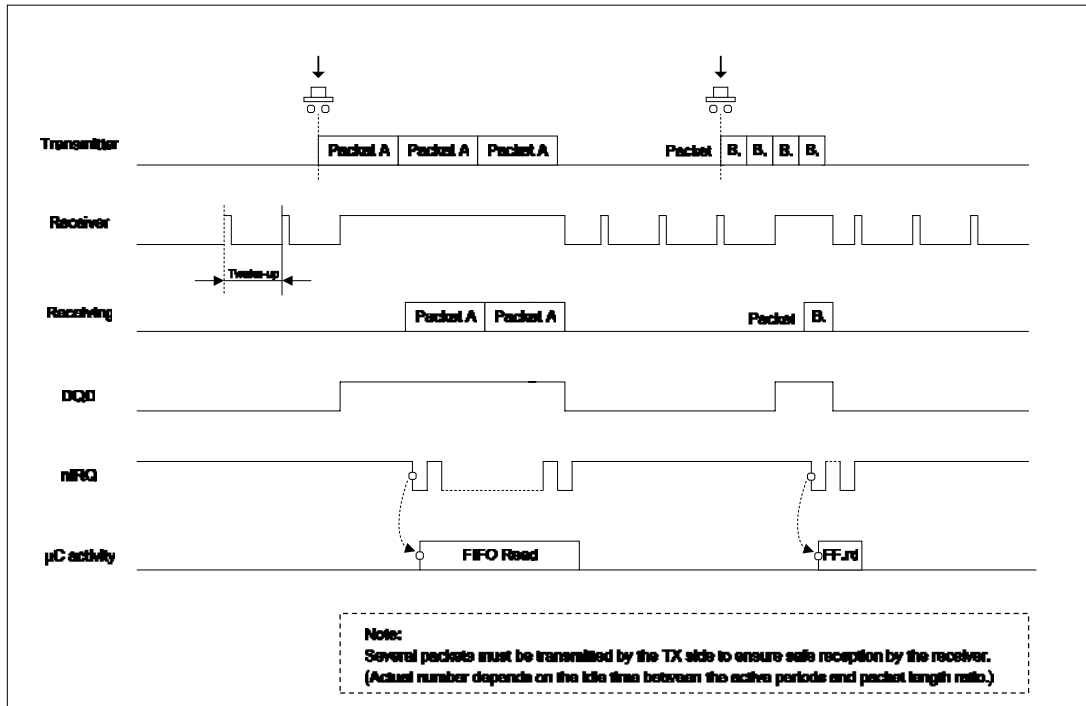 Transmitter
Packet A Packet A Packet A
Packet B. B. B. B.
Receiver
Twake-up
Receiving
Packet A Packet A
Packet B.
DQD
nIRQ
µC activity
FIFO Read
FF.rd
Note:
Several packets must be transmitted by the TX side to ensure safe reception by the receiver.
(Actual number depends on the idle time between the active periods and packet length ratio.)